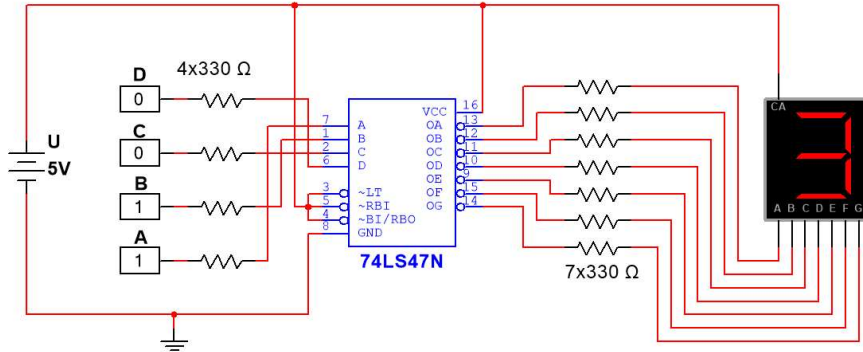 D
4x330 Ω
0
C
0
B
1
A
1
U
5V
7 A
1 B
2 C
6 D
3 ~LT
5 ~RBI
4 ~BI/RBO
8 GND
VCC 16
OA 13
OB 12
OC 11
OD 10
OE 9
OF 15
OG 14
74LS47N
7x330 Ω
CA
3
A B C D E F G